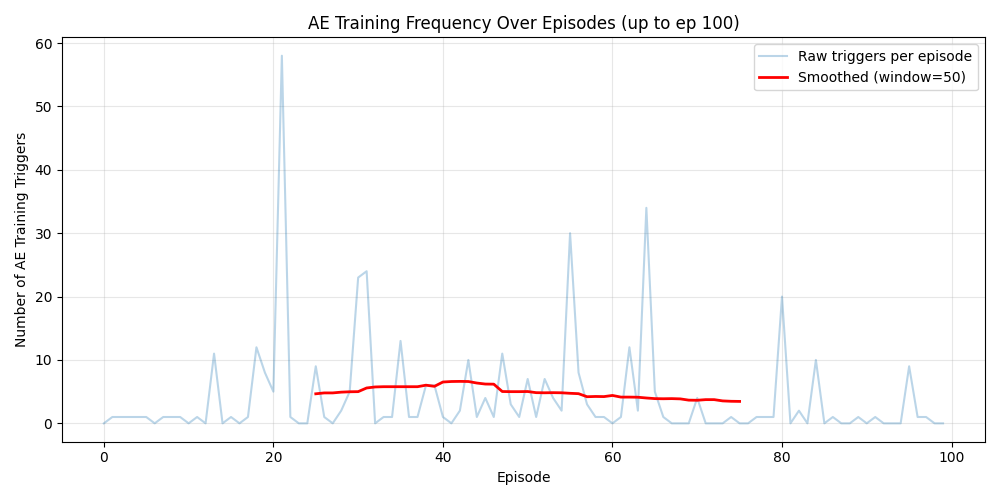 AE Training Frequency Over Episodes (up to ep 100)
Raw triggers per episode
Smoothed (window=50)
Number of AE Training Triggers
60
50
40
30
20
10
0
0 20 40 60 80 100
Episode